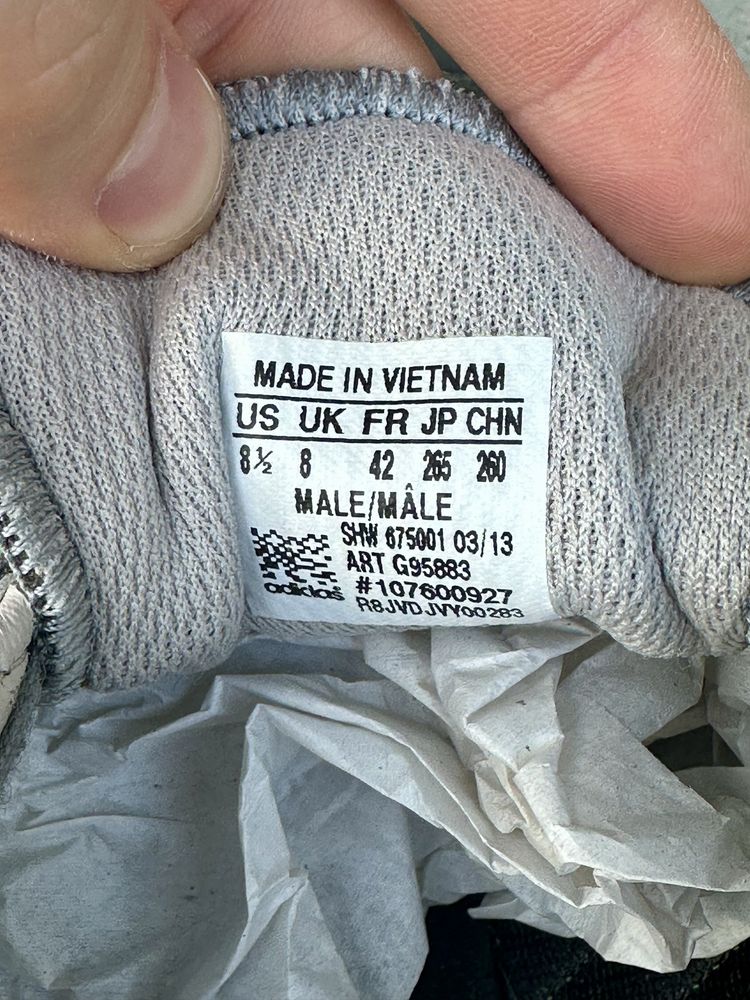 MADE IN VIETNAM
US UK FR JP CHN
8½ 8 42 265 260
MALE/MÂLE
SHW 675001 03/13
ART G95883
#107600927
adidas
R8JVDJVY00283